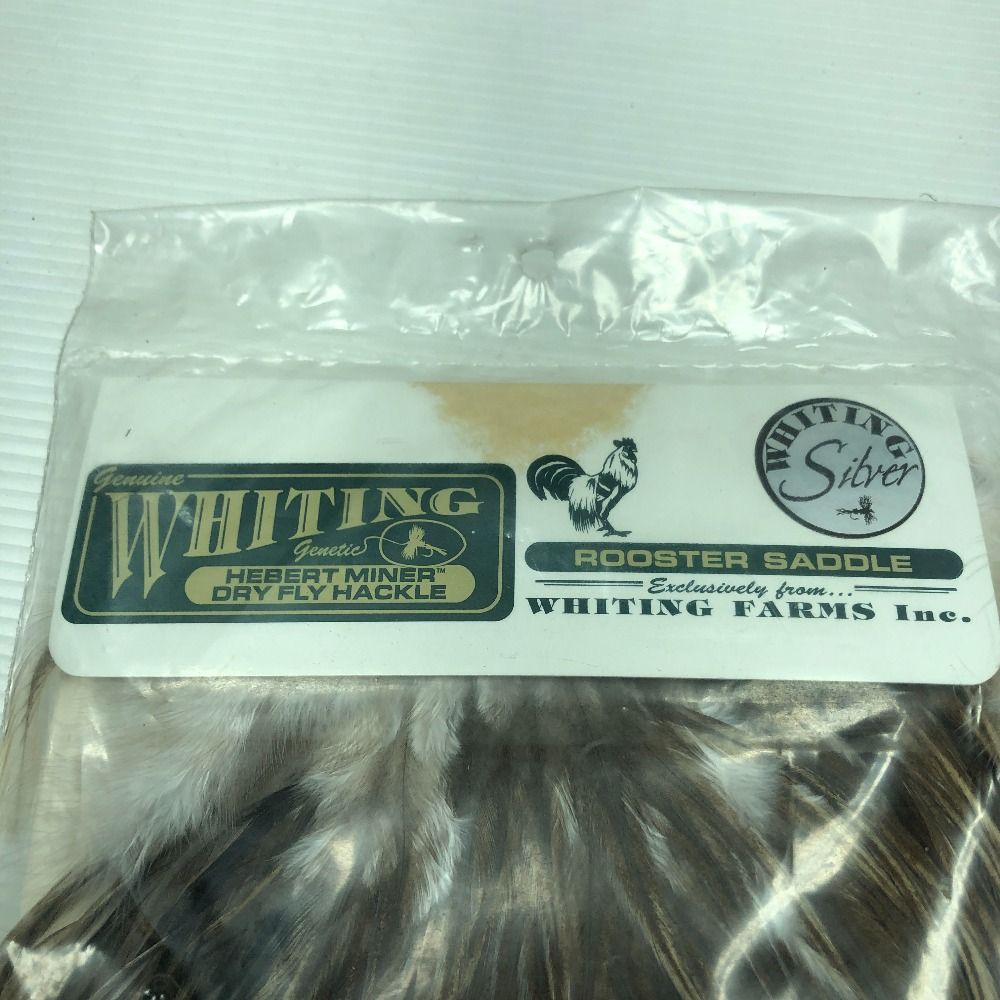 Genuine
WHITING
Genetic
HEBERT MINER™
DRY FLY HACKLE
WHITING
Silver
ROOSTER SADDLE
Exclusively from...
WHITING FARMS Inc.